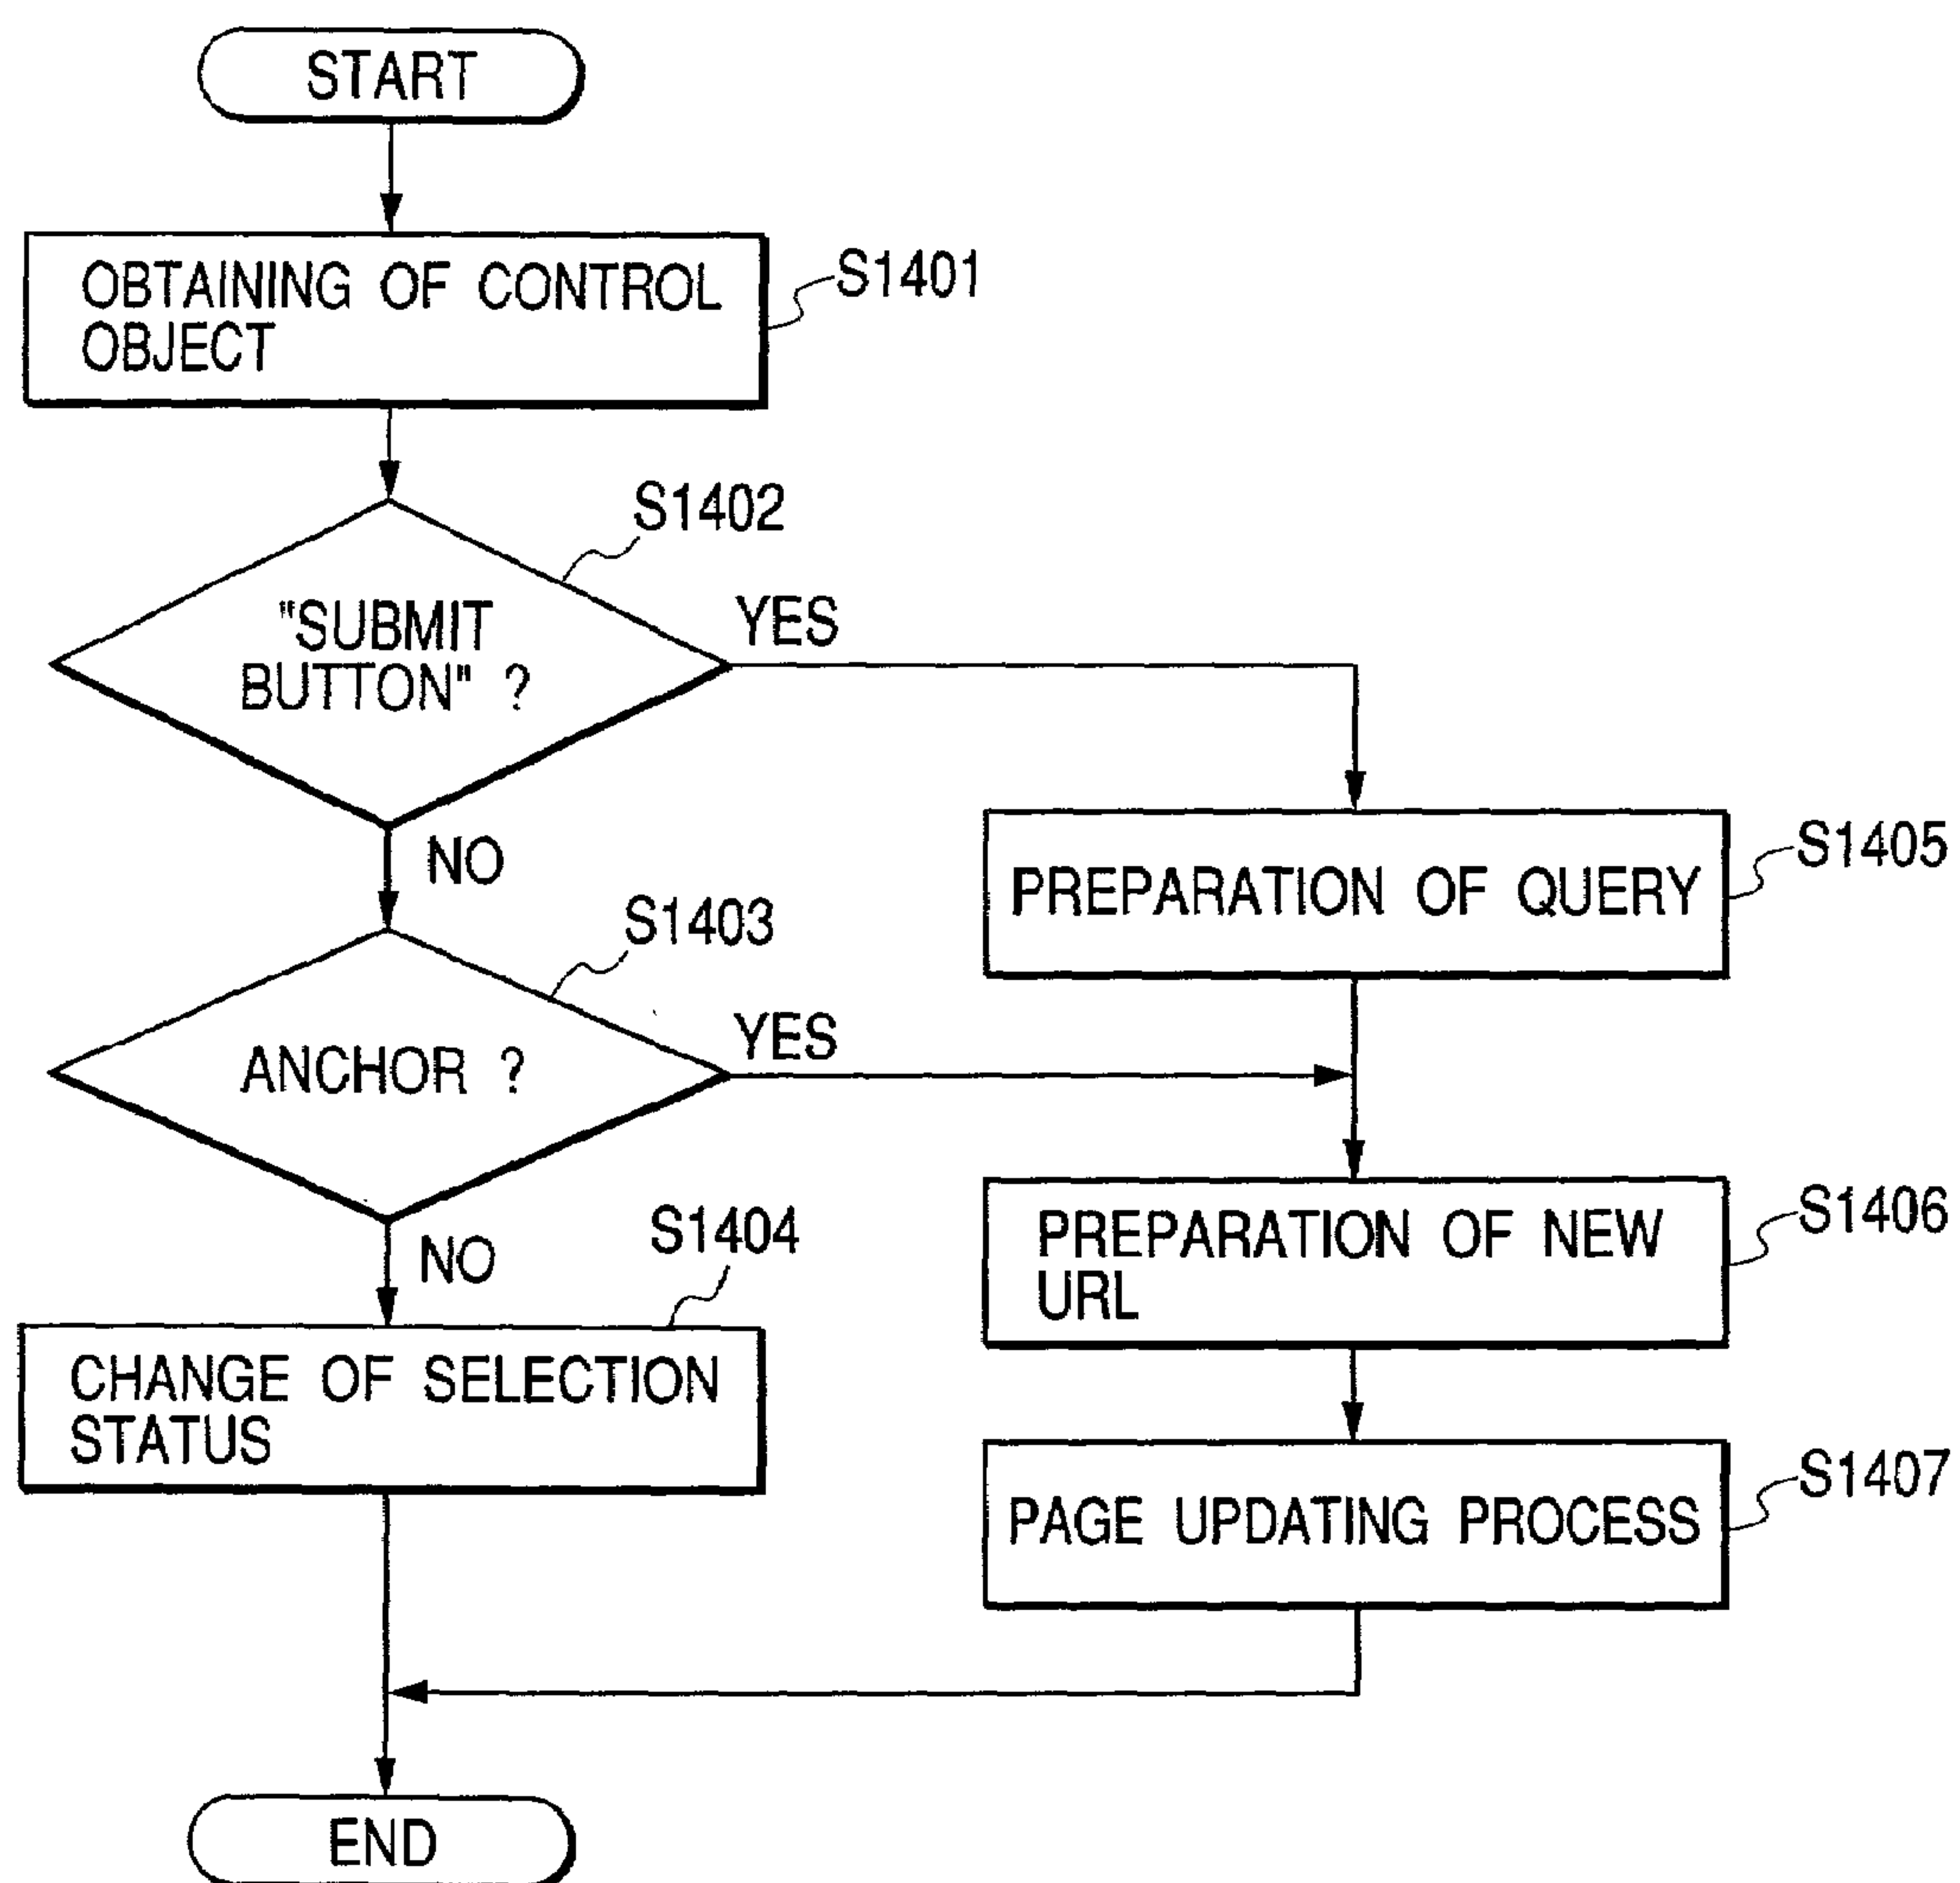 START
OBTAINING OF CONTROL
OBJECT
S1401
S1402
"SUBMIT
BUTTON" ?
YES
NO
S1403
ANCHOR ?
YES
NO
S1404
CHANGE OF SELECTION
STATUS
PREPARATION OF QUERY
S1405
PREPARATION OF NEW
URL
S1406
PAGE UPDATING PROCESS
S1407
END